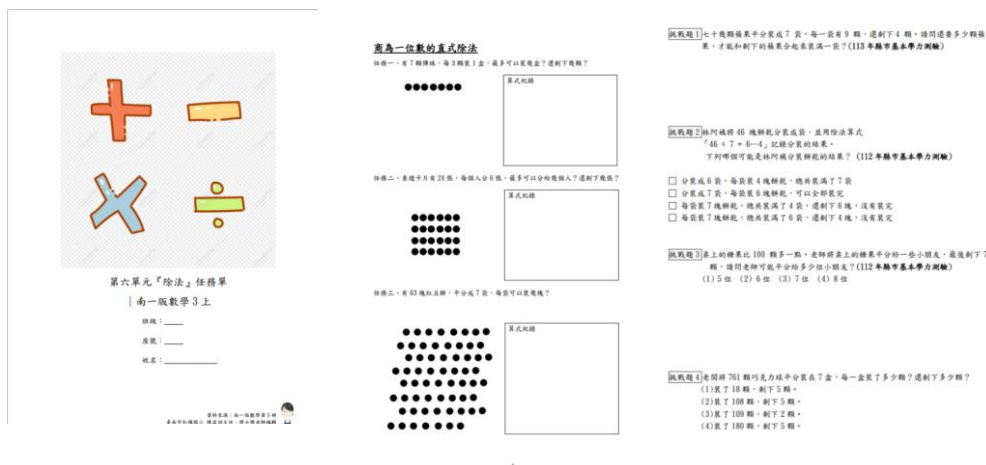 第六單元『除法』任務單
南一版數學 3 上
班級：
座號：
姓名：
資料來源：南一版數學第 5 冊
商為一位數的直式除法
任務一、有 7 顆彈珠，每 3 顆裝 1 盒，最多可以裝幾盒？還剩下幾顆？
算式紀錄
任務二、桌遊卡片有 24 張，每個人分 6 張，最多可以分給幾個人？還剩下幾張？
算式紀錄
任務三、有 63 塊紅豆餅，平分成 7 袋，每袋可以裝幾塊？
算式紀錄
挑戰題 1 七十幾顆蘋果平分裝成 7 袋，每一袋有 9 顆，還剩下 4 顆。請問還要多少顆蘋
果，才能和剩下的蘋果合起來裝滿一袋？(113 年縣市基本學力測驗)
挑戰題 2 林阿姨將 46 塊餅乾分裝成袋，並用除法算式
「46 ÷ 7 = 6…4」記錄分裝的結果。
下列哪個可能是林阿姨分裝餅乾的結果？ (112 年縣市基本學力測驗)
□ 分裝成 6 袋，每袋裝 4 塊餅乾，總共裝滿了 7 袋
□ 分裝成 7 袋，每袋裝 6 塊餅乾，可以全部裝完
□ 每袋裝 7 塊餅乾，總共裝滿了 4 袋，還剩下 6 塊，沒有裝完
□ 每袋裝 7 塊餅乾，總共裝滿了 6 袋，還剩下 4 塊，沒有裝完
挑戰題 3 桌上的糖果比 100 顆多一點。老師將桌上的糖果平分給一些小朋友，最後剩下 7
顆，請問老師可能平分給多少位小朋友？(112 年縣市基本學力測驗)
(1) 5 位 (2) 6 位 (3) 7 位 (4) 8 位
挑戰題 4 老闆將 761 顆巧克力球平分裝在 7 盒，每一盒裝了多少顆？還剩下多少顆？
(1)裝了 18 顆，剩下 5 顆。
(2)裝了 108 顆，剩下 5 顆。
(3)裝了 109 顆，剩下 2 顆。
(4)裝了 180 顆，剩下 5 顆。